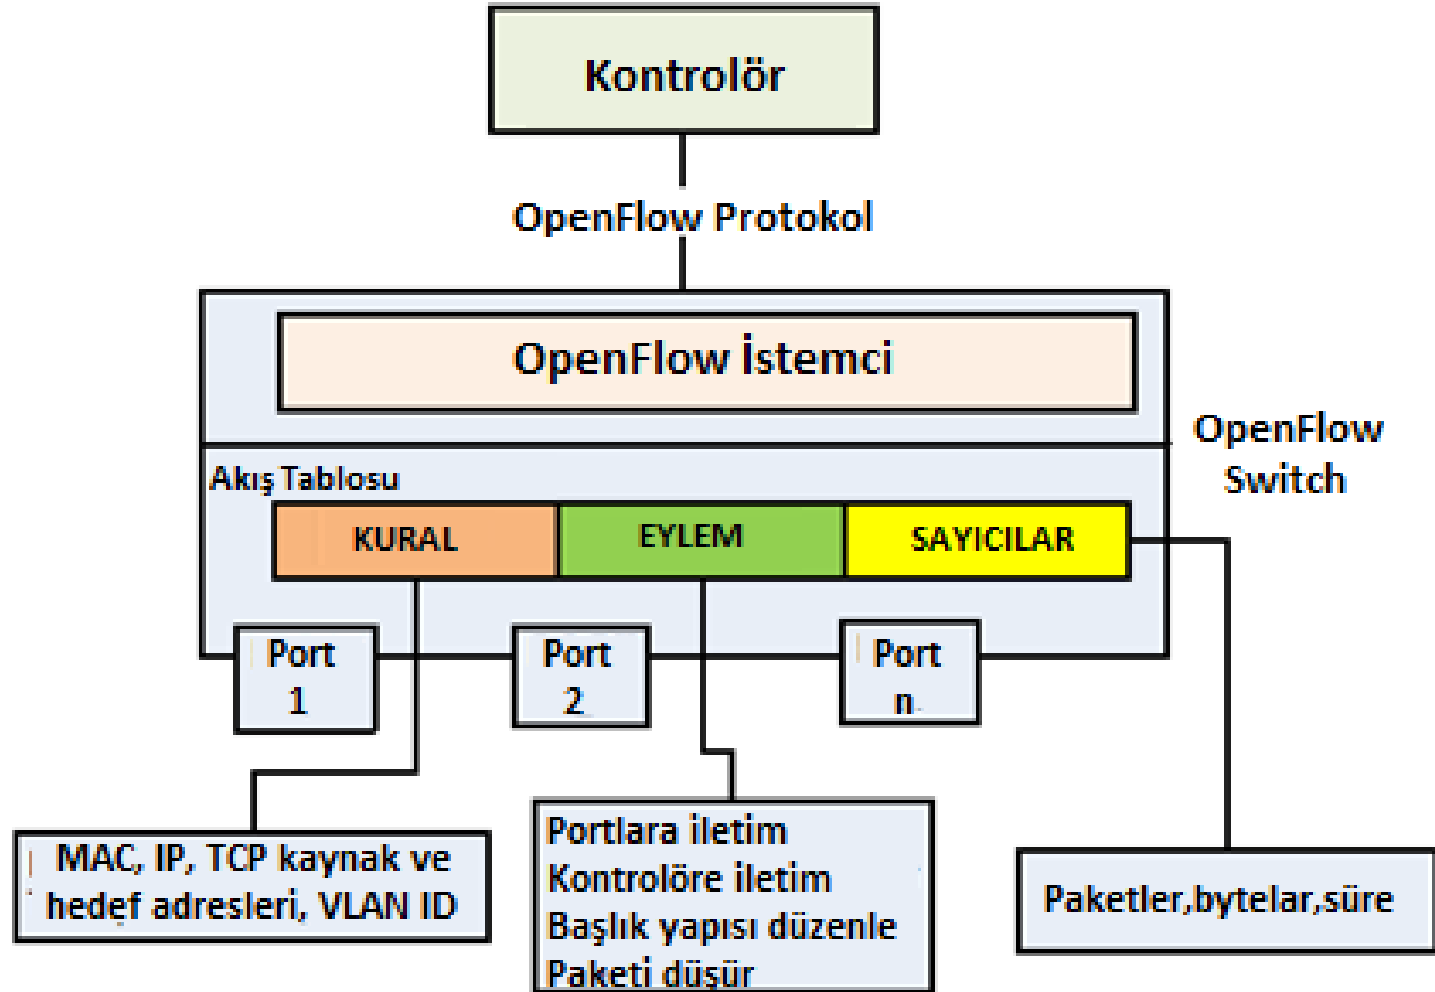 Kontrolör
OpenFlow Protokol
OpenFlow İstemci
OpenFlow
Switch
Akış Tablosu
KURAL
EYLEM
SAYICILAR
Port
1
Port
2
Port
n
MAC, IP, TCP kaynak ve
hedef adresleri, VLAN ID
Portlara iletim
Kontrolöre iletim
Başlık yapısı düzenle
Paketi düşür
Paketler,bytelar,süre